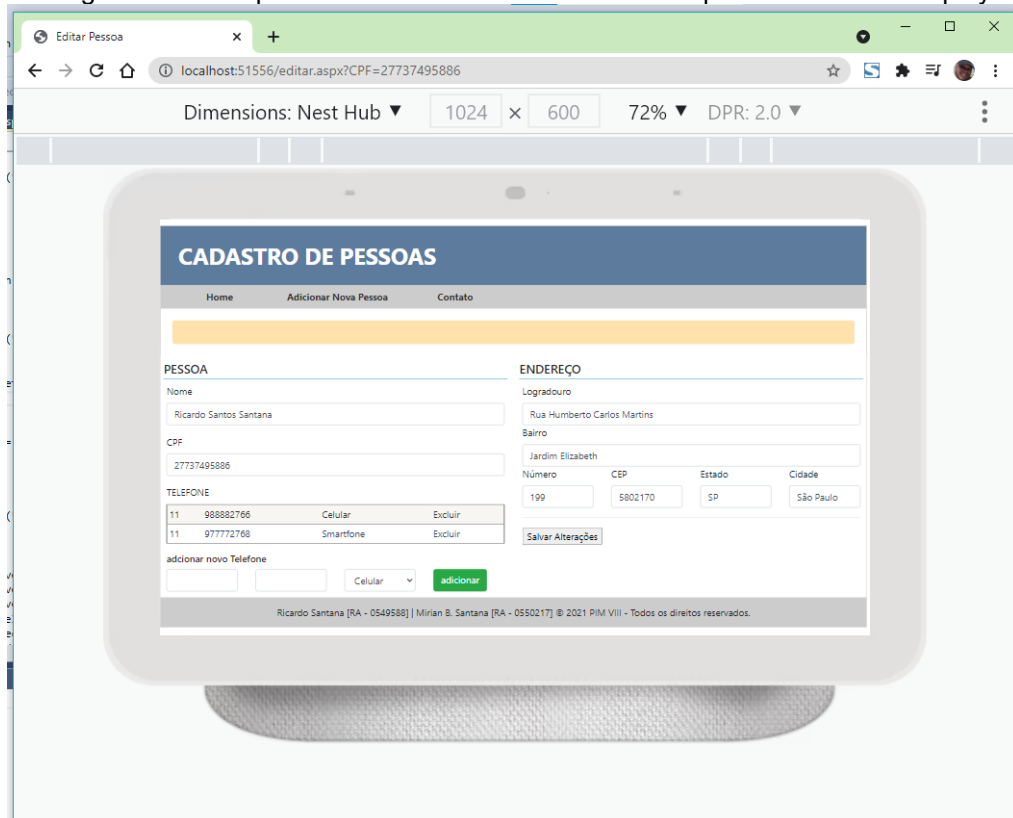 Editar Pessoa
localhost:51556/editar.aspx?CPF=27737495886
Dimensions: Nest Hub ▼ 1024 × 600 72% ▼ DPR: 2.0 ▼
CADASTRO DE PESSOAS
Home Adicionar Nova Pessoa Contato
PESSOA
Nome
Ricardo Santos Santana
CPF
27737495886
TELEFONE
11 988882766 Celular Excluir
11 977772768 Smartfone Excluir
adcionar novo Telefone
Celular adicionar
ENDEREÇO
Logradouro
Rua Humberto Carlos Martins
Bairro
Jardim Elizabeth
Número CEP Estado Cidade
199 5802170 SP São Paulo
Salvar Alterações
Ricardo Santana [RA - 0549588] | Mirian B. Santana [RA - 0550217] © 2021 PIM VIII - Todos os direitos reservados.